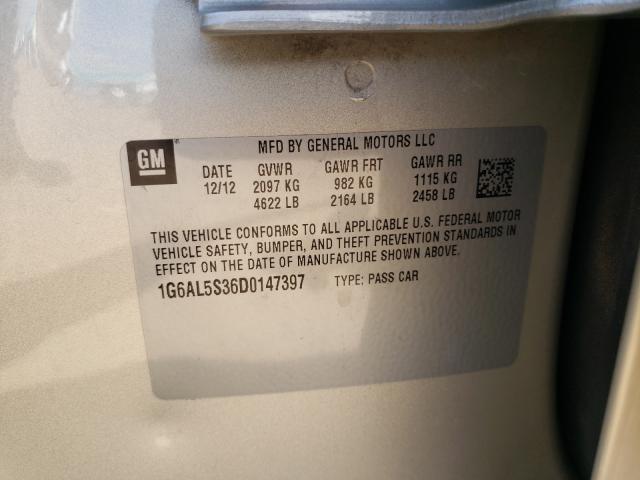 GM
MFD BY GENERAL MOTORS LLC
DATE GVWR GAWR FRT GAWR RR
12/12 2097 KG 982 KG 1115 KG
4622 LB 2164 LB 2458 LB
THIS VEHICLE CONFORMS TO ALL APPLICABLE U.S. FEDERAL MOTOR
VEHICLE SAFETY, BUMPER, AND THEFT PREVENTION STANDARDS IN
EFFECT ON THE DATE OF MANUFACTURE SHOWN ABOVE.
1G6AL5S36D0147397 TYPE: PASS CAR